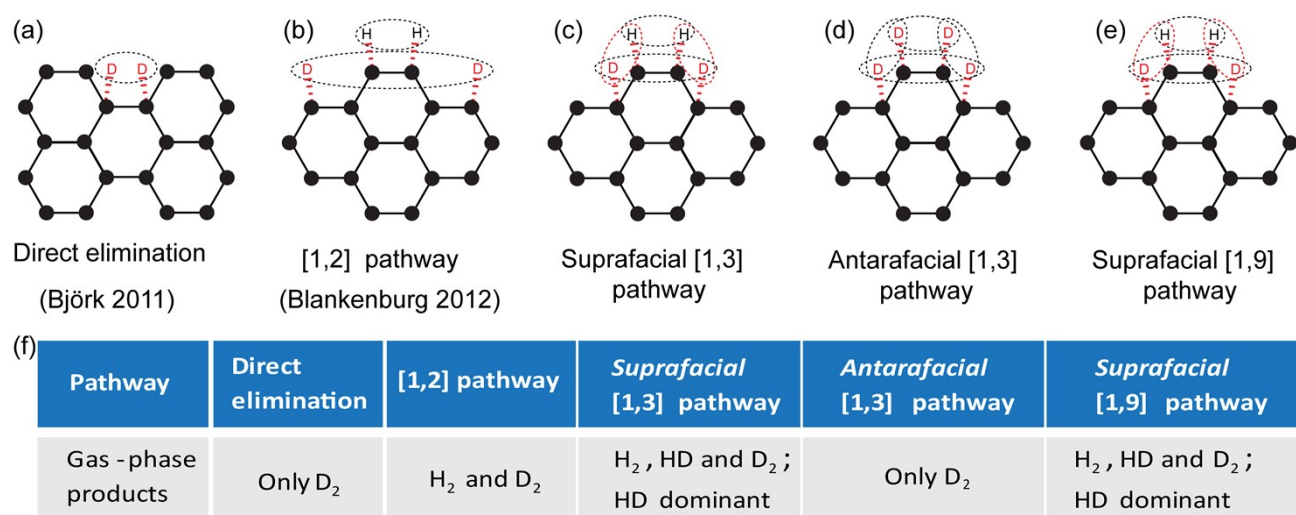 (a)
D D
Direct elimination
(Björk 2011)
(b)
H H
D D
[1,2] pathway
(Blankenburg 2012)
(c)
H H
D D
Suprafacial [1,3]
pathway
(d)
D D
D D
Antarafacial [1,3]
pathway
(e)
H H
D D
Suprafacial [1,9]
pathway
(f)
Pathway
Direct
elimination
[1,2] pathway
Suprafacial
[1,3] pathway
Antarafacial
[1,3] pathway
Suprafacial
[1,9] pathway
Gas-phase
products
Only D₂
H₂ and D₂
H₂, HD and D₂;
HD dominant
Only D₂
H₂, HD and D₂;
HD dominant